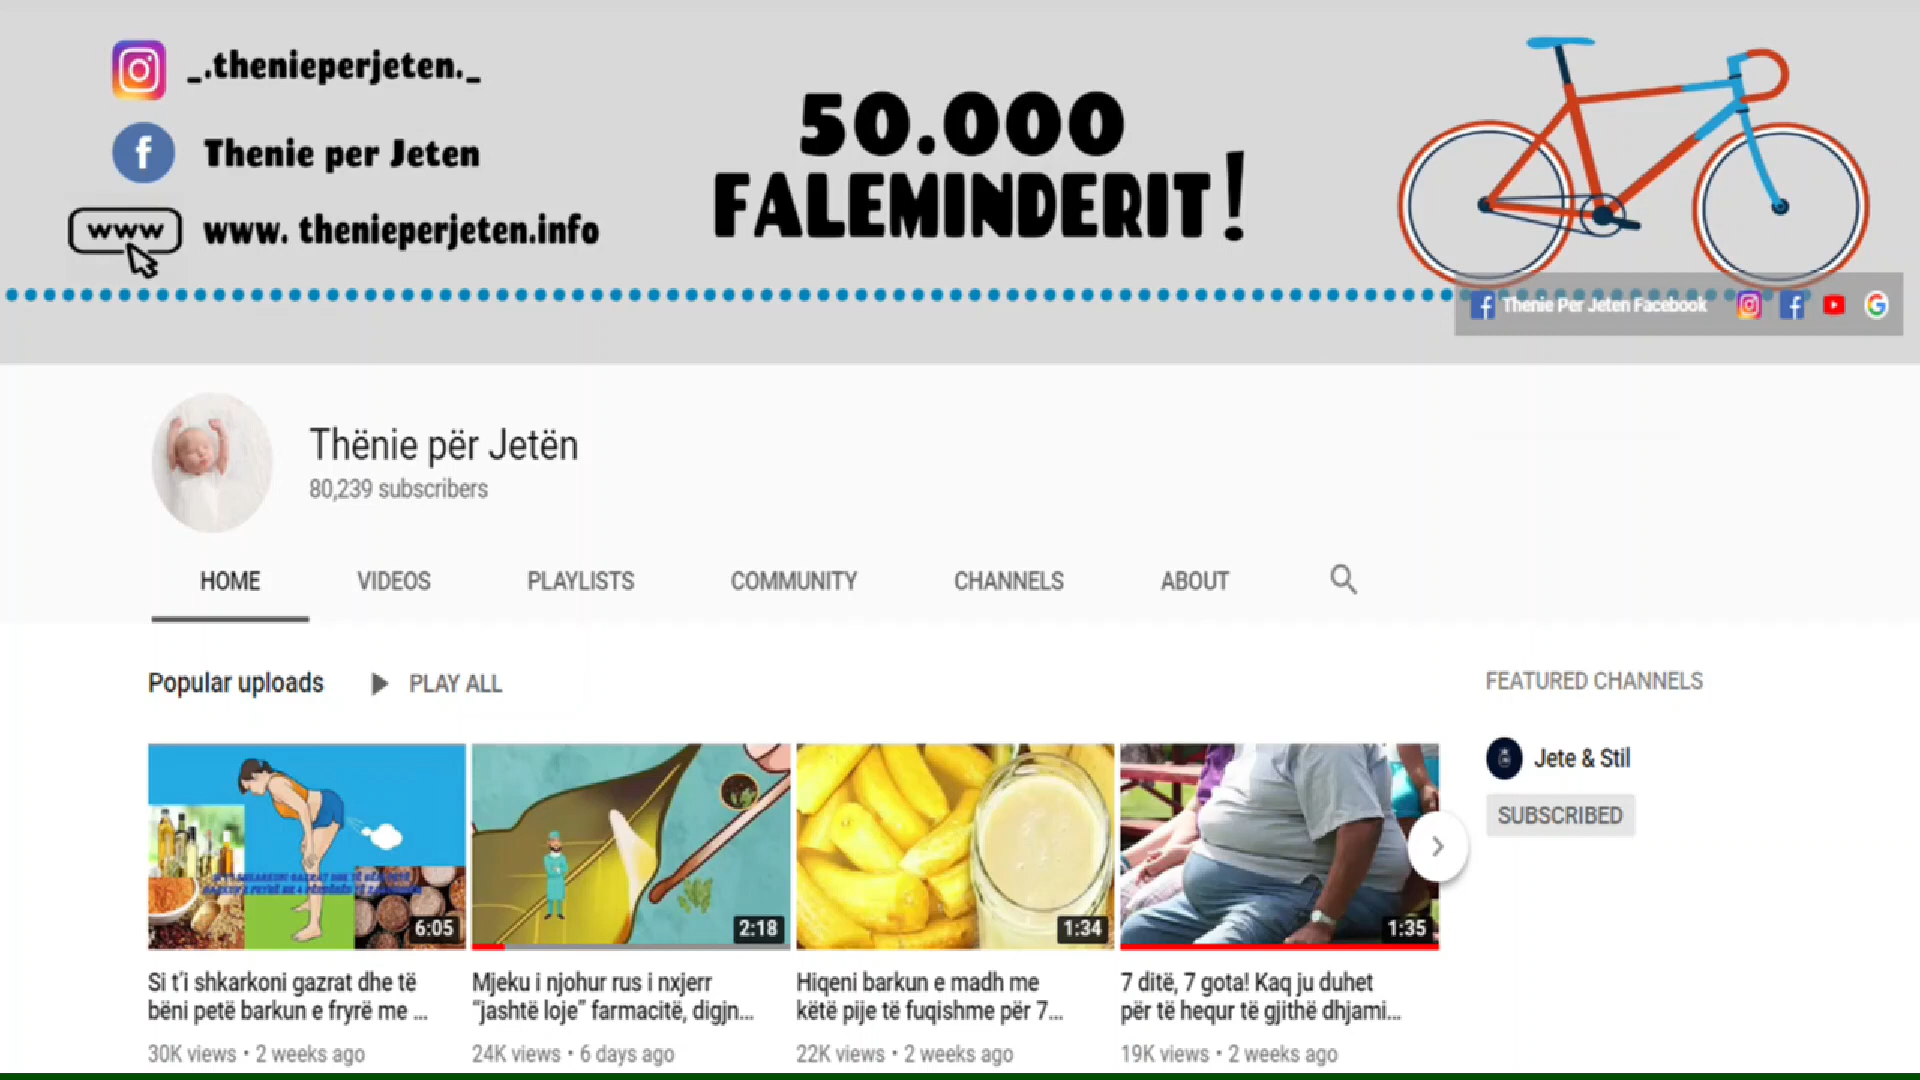 _.thenieperjeten._
Thenie per Jeten
www
www. thenieperjeten.info
50.000
FALEMINDERIT!
Thenie Per Jeten Facebook
Thënie për Jetën
80,239 subscribers
HOME VIDEOS PLAYLISTS COMMUNITY CHANNELS ABOUT
Popular uploads PLAY ALL
FEATURED CHANNELS
Jete & Stil
SUBSCRIBED
6:05 2:18 1:34 1:35
Si t’i shkarkoni gazrat dhe të
bëni petë barkun e fryrë me ...
30K views • 2 weeks ago
Mjeku i njohur rus i nxjerr
“jashtë loje” farmacitë, digjn...
24K views • 6 days ago
Hiqeni barkun e madh me
këtë pije të fuqishme për 7...
22K views • 2 weeks ago
7 ditë, 7 gota! Kaq ju duhet
për të hequr të gjithë dhjami...
19K views • 2 weeks ago